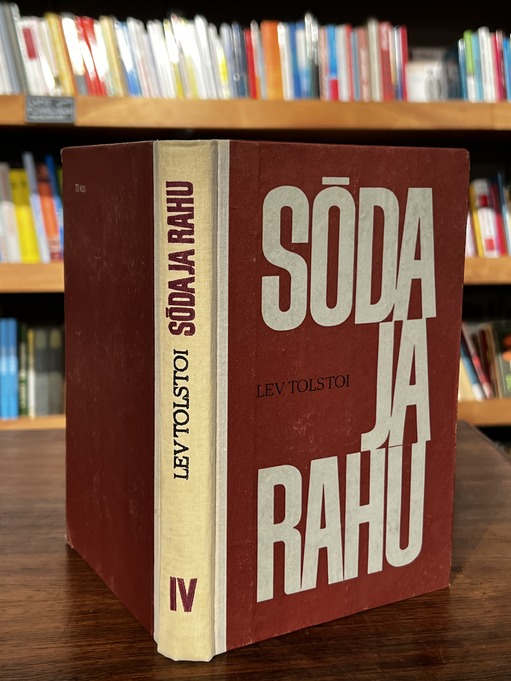 LEV TOLSTOI SÕDA JA RAHU
IV
SÕDA
LEV TOLSTOI
JA
RAHU